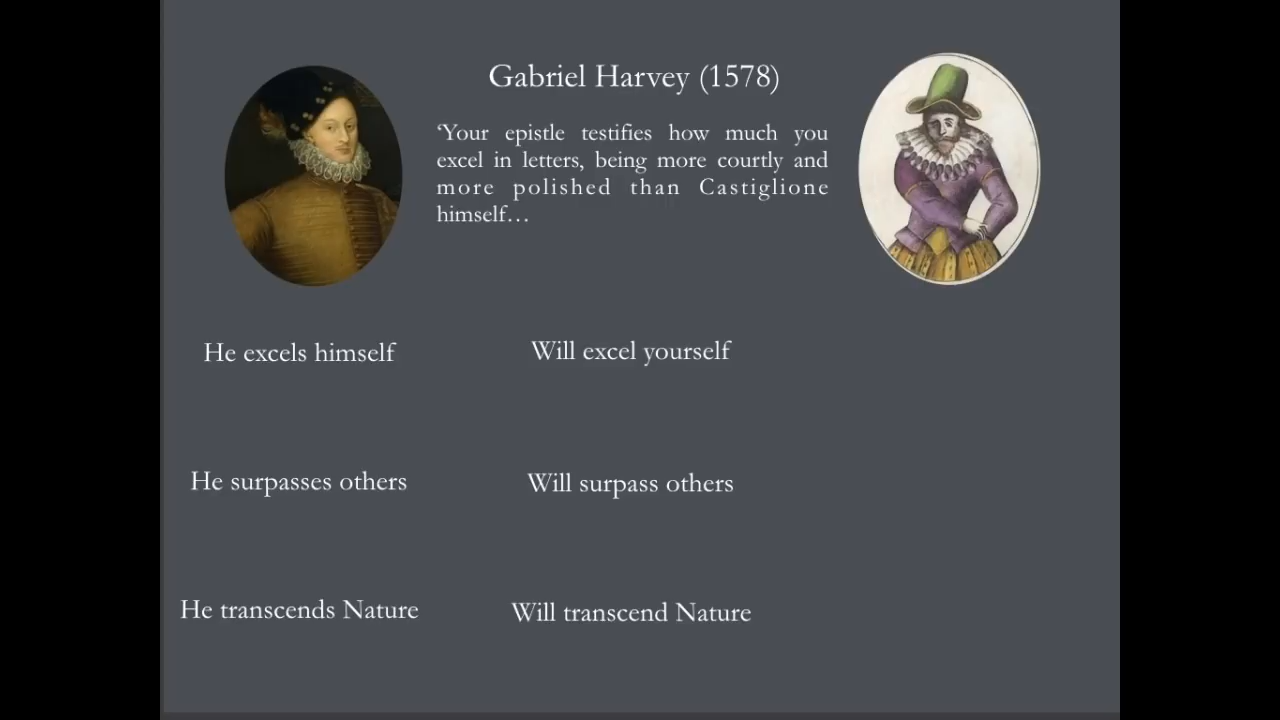 Gabriel Harvey (1578)
‘Your epistle testifies how much you
excel in letters, being more courtly and
more polished than Castiglione
himself…
He excels himself
Will excel yourself
He surpasses others
Will surpass others
He transcends Nature
Will transcend Nature